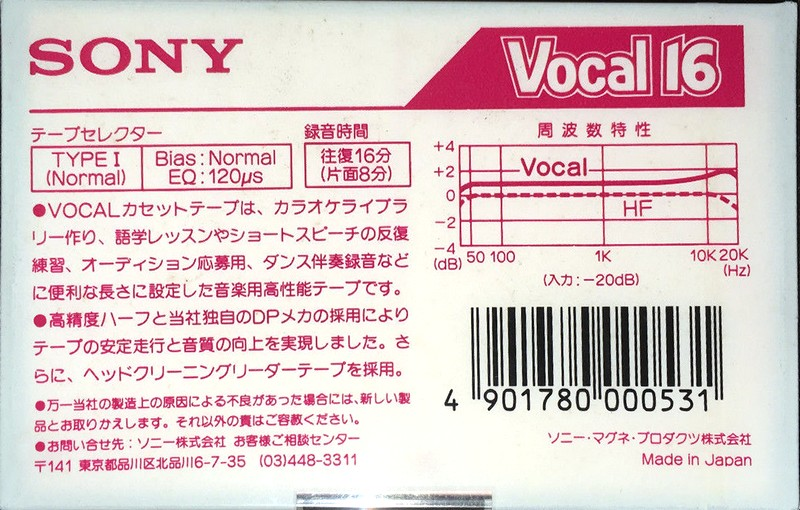 SONY
Vocal 16
テープセレクター
TYPE I
(Normal)
Bias:Normal
EQ:120μs
録音時間
往復16分
(片面8分)
●VOCALカセットテープは、カラオケライブラ
リー作り、語学レッスンやショートスピーチの反復
練習、オーディション応募用、ダンス伴奏録音など
に便利な長さに設定した音楽用高性能テープです。
●高精度ハーフと当社独自のDPメカの採用により
テープの安定走行と音質の向上を実現しました。さ
らに、ヘッドクリーニングリーダーテープを採用。
●万一当社の製造上の原因による不良があった場合には、新しい製
品とお取りかえします。それ以外の責はご容赦ください。
●お問い合せ先:ソニー株式会社 お客様ご相談センター
〒141 東京都品川区北品川6-7-35 (03)448-3311
周波数特性
+4
+2
0
−2
−4
(dB)
Vocal
HF
50 100 1K 10K 20K
(Hz)
(入力:−20dB)
4 901780 000531
ソニー・マグネ・プロダクツ株式会社
Made in Japan